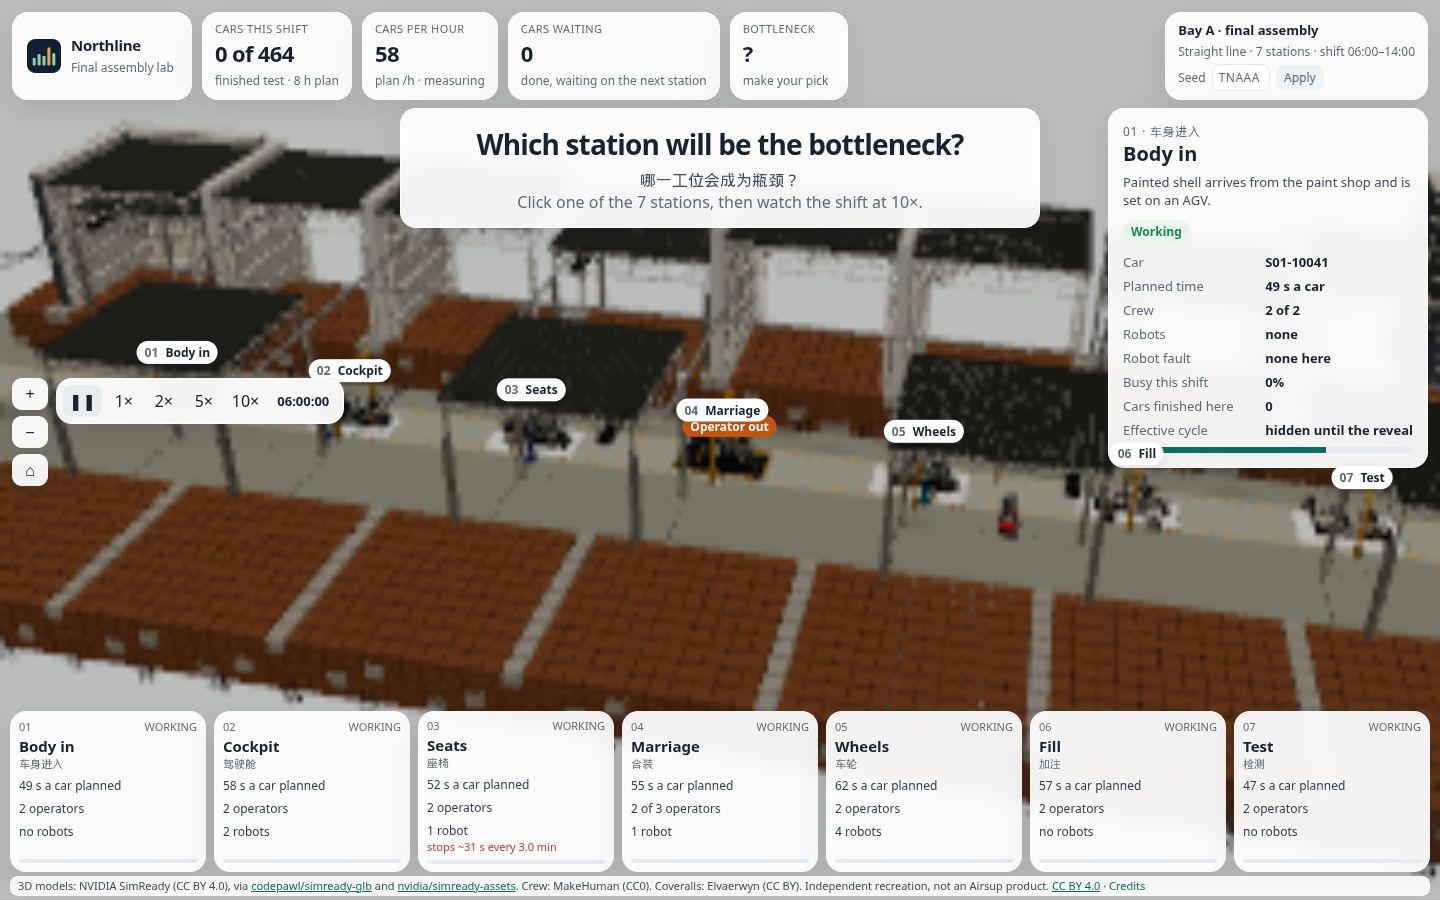 Northline
Final assembly lab
CARS THIS SHIFT
0 of 464
finished test · 8 h plan
CARS PER HOUR
58
plan /h · measuring
CARS WAITING
0
done, waiting on the next station
BOTTLENECK
?
make your pick
Bay A · final assembly
Straight line · 7 stations · shift 06:00–14:00
Seed TNAAA Apply
Which station will be the bottleneck?
哪一工位会成为瓶颈？
Click one of the 7 stations, then watch the shift at 10×.
01 · 车身进入
Body in
Painted shell arrives from the paint shop and is
set on an AGV.
Working
Car S01-10041
Planned time 49 s a car
Crew 2 of 2
Robots none
Robot fault none here
Busy this shift 0%
Cars finished here 0
Effective cycle hidden until the reveal
01 Body in
02 Cockpit
03 Seats
04 Marriage
Operator out
05 Wheels
06 Fill
07 Test
+
−
⌂
❚❚ 1× 2× 5× 10× 06:00:00
01 WORKING
Body in
车身进入
49 s a car planned
2 operators
no robots
02 WORKING
Cockpit
驾驶舱
58 s a car planned
2 operators
2 robots
03 WORKING
Seats
座椅
52 s a car planned
2 operators
1 robot
stops ~31 s every 3.0 min
04 WORKING
Marriage
合装
55 s a car planned
2 of 3 operators
1 robot
05 WORKING
Wheels
车轮
62 s a car planned
2 operators
4 robots
06 WORKING
Fill
加注
57 s a car planned
2 operators
no robots
07 WORKING
Test
检测
47 s a car planned
2 operators
no robots
3D models: NVIDIA SimReady (CC BY 4.0), via codepawl/simready-glb and nvidia/simready-assets. Crew: MakeHuman (CC0). Coveralls: Elvaerwyn (CC BY). Independent recreation, not an Airsup product. CC BY 4.0 · Credits